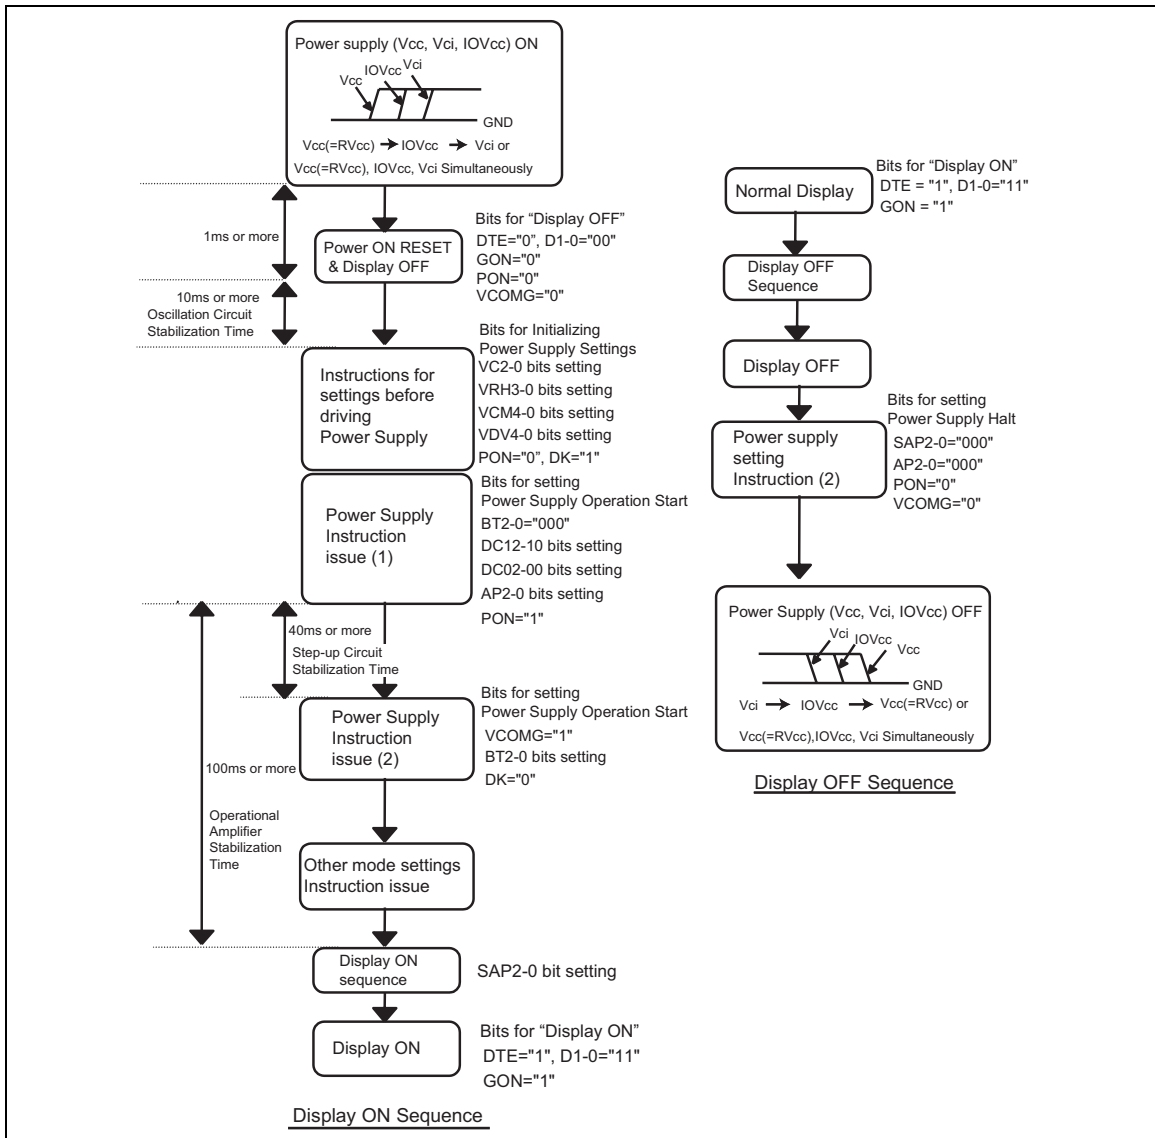 Power supply (Vcc, Vci, IOVcc) ON
Vcc
IOVcc
Vci
GND
Vcc(=RVcc) → IOVcc → Vci or
Vcc(=RVcc), IOVcc, Vci Simultaneously
1ms or more
Power ON RESET
& Display OFF
Bits for “Display OFF”
DTE="0”, D1-0="00"
GON="0"
PON="0"
VCOMG="0"
10ms or more
Oscillation Circuit
Stabilization Time
Instructions for
settings before
driving
Power Supply
Bits for Initializing
Power Supply Settings
VC2-0 bits setting
VRH3-0 bits setting
VCM4-0 bits setting
VDV4-0 bits setting
PON="0”, DK="1"
Power Supply
Instruction
issue (1)
Bits for setting
Power Supply Operation Start
BT2-0="000"
DC12-10 bits setting
DC02-00 bits setting
AP2-0 bits setting
PON="1"
40ms or more
Step-up Circuit
Stabilization Time
100ms or more
Operational
Amplifier
Stabilization
Time
Power Supply
Instruction
issue (2)
Bits for setting
Power Supply Operation Start
VCOMG="1"
BT2-0 bits setting
DK="0"
Other mode settings
Instruction issue
Display ON
sequence
SAP2-0 bit setting
Display ON
Bits for “Display ON”
DTE="1", D1-0="11"
GON="1"
Display ON Sequence
Normal Display
Bits for “Display ON”
DTE = "1", D1-0="11"
GON = "1"
Display OFF
Sequence
Display OFF
Power supply
setting
Instruction (2)
Bits for setting
Power Supply Halt
SAP2-0="000"
AP2-0="000"
PON="0"
VCOMG="0"
Power Supply (Vcc, Vci, IOVcc) OFF
Vci
IOVcc
Vcc
GND
Vci → IOVcc → Vcc(=RVcc) or
Vcc(=RVcc),IOVcc, Vci Simultaneously
Display OFF Sequence